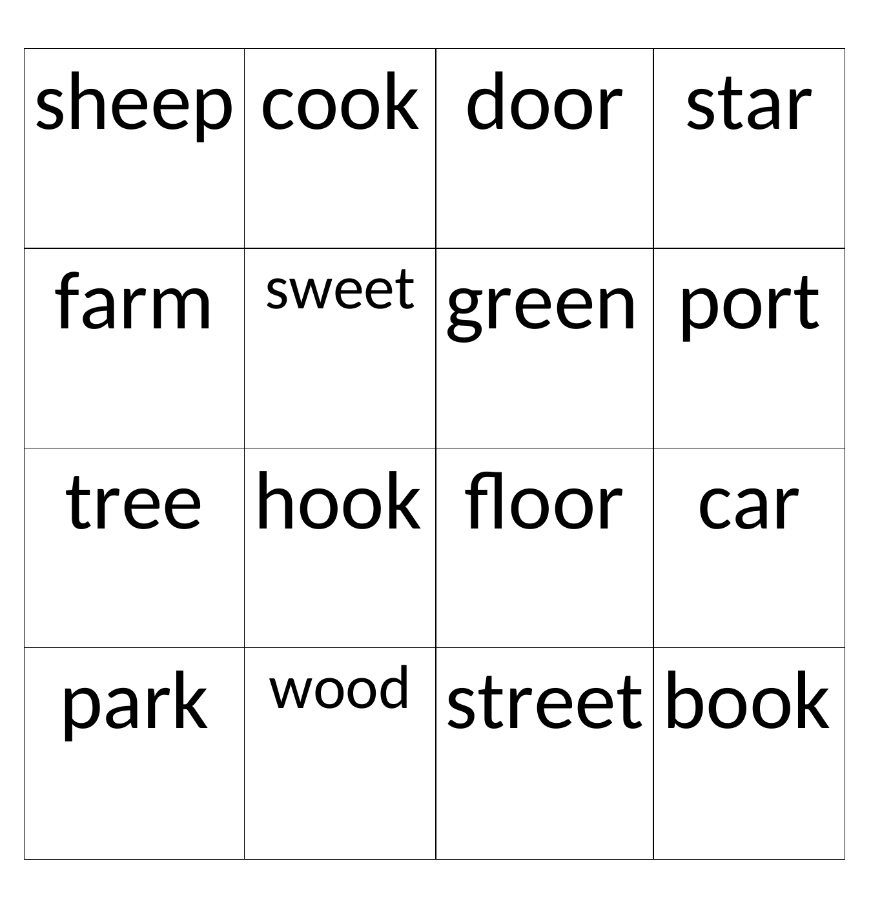 sheep cook door star
farm sweet green port
tree hook floor car
park wood street book